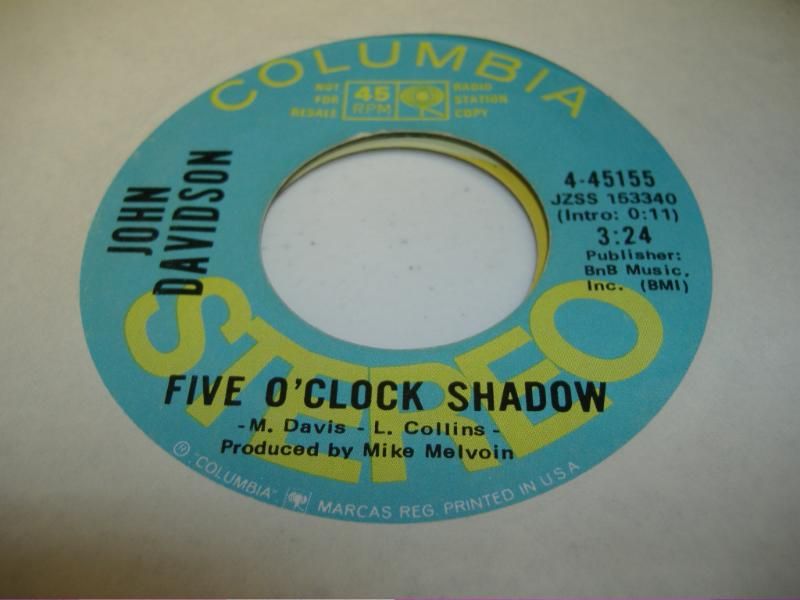 COLUMBIA
NOT FOR RESALE
45 RPM
RADIO STATION COPY
JOHN DAVIDSON
4-45155
JZSS 153340
(Intro: 0:11)
3:24
Publisher:
BnB Music,
Inc. (BMI)
STEREO
FIVE O'CLOCK SHADOW
- M. Davis - L. Collins -
Produced by Mike Melvoin
Ⓡ "COLUMBIA", MARCAS REG. PRINTED IN U S A